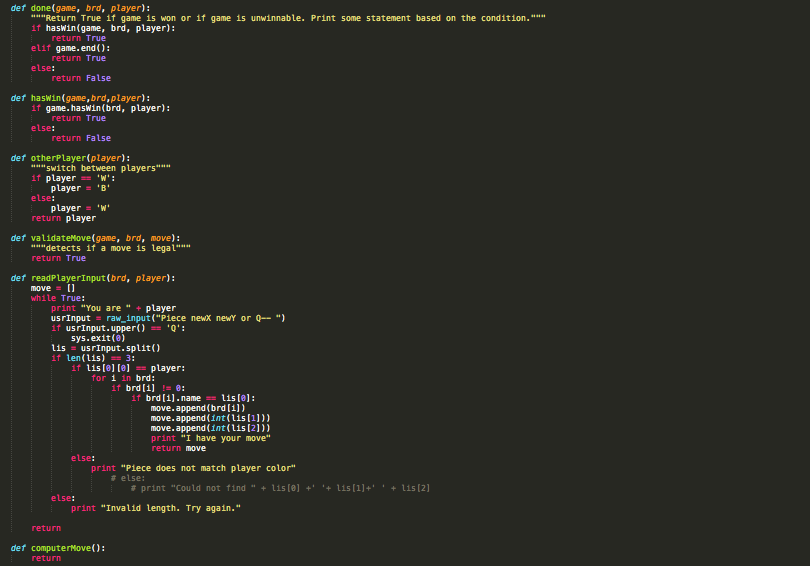 def done(game, brd, player):
    """Return True if game is won or if game is unwinnable. Print some statement based on the condition."""
    if hasWin(game, brd, player):
        return True
    elif game.end():
        return True
    else:
        return False

def hasWin(game,brd,player):
    if game.hasWin(brd, player):
        return True
    else:
        return False

def otherPlayer(player):
    """switch between players"""
    if player == 'W':
        player = 'B'
    else:
        player = 'W'
    return player

def validateMove(game, brd, move):
    """detects if a move is legal"""
    return True

def readPlayerInput(brd, player):
    move = []
    while True:
        print "You are " + player
        usrInput = raw_input("Piece newX newY or Q-- ")
        if usrInput.upper() == 'Q':
            sys.exit(0)
        lis = usrInput.split()
        if len(lis) == 3:
            if lis[0][0] == player:
                for i in brd:
                    if brd[i] != 0:
                        if brd[i].name == lis[0]:
                            move.append(brd[i])
                            move.append(int(lis[1]))
                            move.append(int(lis[2]))
                            print "I have your move"
                            return move
            else:
                print "Piece does not match player color"
                    # else:
                        # print "Could not find " + lis[0] +' '+ lis[1]+' ' + lis[2]
        else:
            print "Invalid length. Try again."

    return

def computerMove():
    return